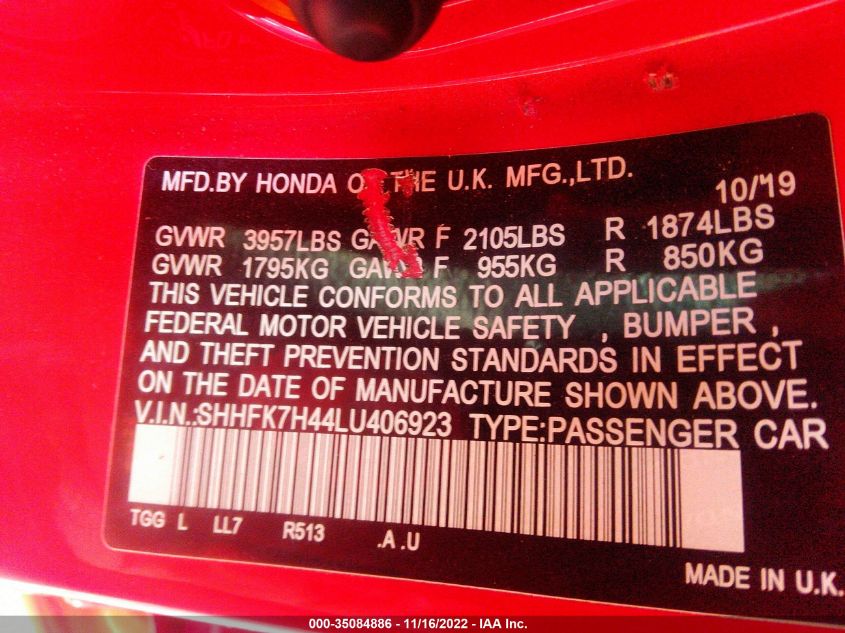 MFD.BY HONDA OF THE U.K. MFG.,LTD. 10/19
GVWR 3957LBS GAWR F 2105LBS R 1874LBS
GVWR 1795KG GAWR F 955KG R 850KG
THIS VEHICLE CONFORMS TO ALL APPLICABLE
FEDERAL MOTOR VEHICLE SAFETY , BUMPER ,
AND THEFT PREVENTION STANDARDS IN EFFECT
ON THE DATE OF MANUFACTURE SHOWN ABOVE.
V.I.N.:SHHFK7H44LU406923 TYPE:PASSENGER CAR
TGG L LL7 R513 .A .U
MADE IN U.K.
000-35084886 - 11/16/2022 - IAA Inc.